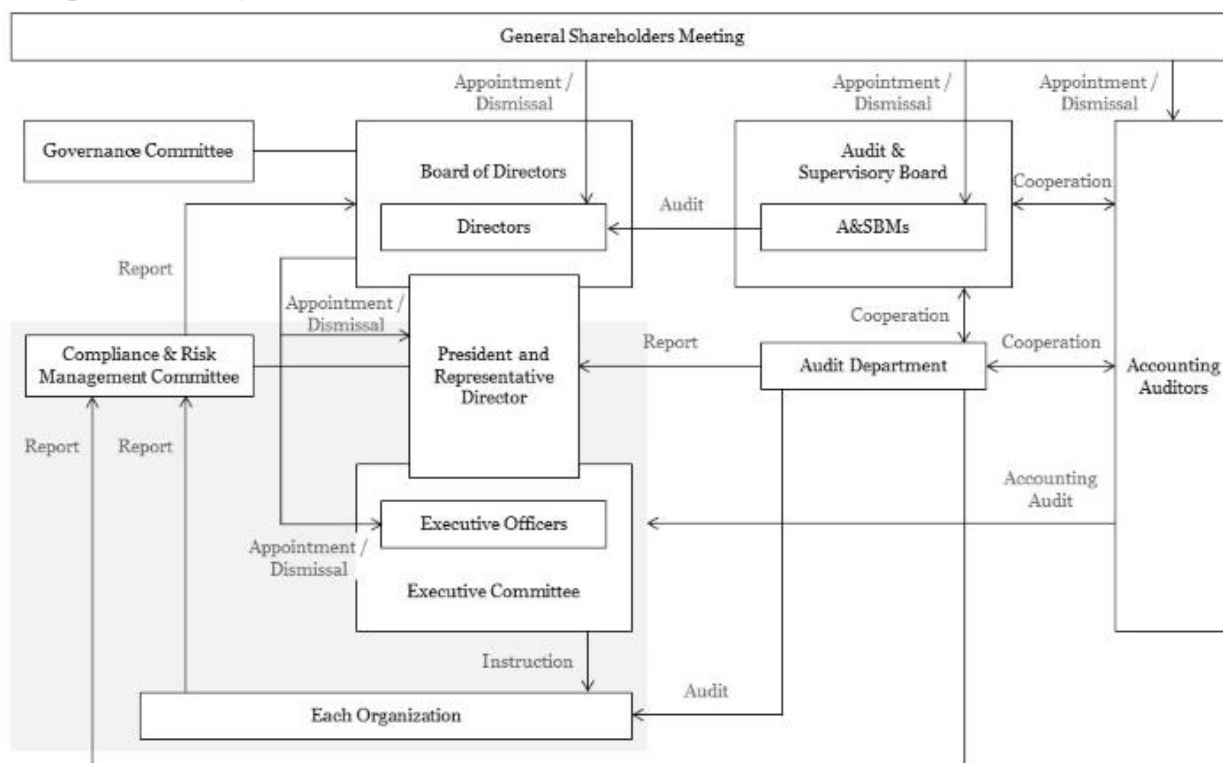 General Shareholders Meeting
Appointment /
Dismissal
Appointment /
Dismissal
Appointment /
Dismissal
Governance Committee
Board of Directors
Directors
Audit
Audit &
Supervisory Board
A&SBMs
Cooperation
Report
Appointment /
Dismissal
Cooperation
Compliance & Risk
Management Committee
President and
Representative
Director
Report
Audit Department
Cooperation
Accounting
Auditors
Report
Report
Accounting
Audit
Executive Officers
Appointment /
Dismissal
Executive Committee
Instruction
Audit
Each Organization